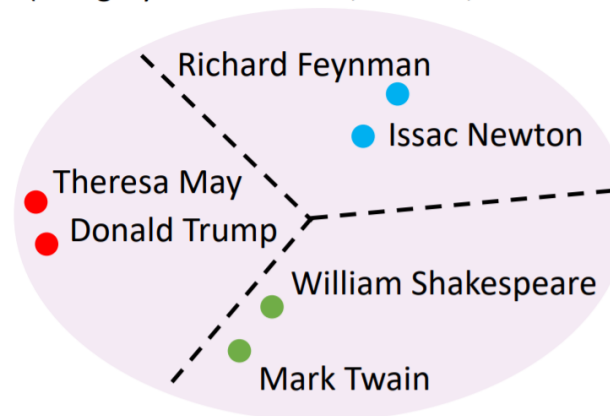 Richard Feynman
Issac Newton
Theresa May
Donald Trump
William Shakespeare
Mark Twain